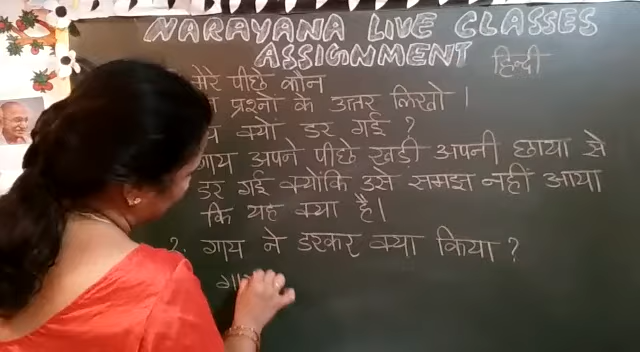 NARAYANA LIVE CLASSES
ASSIGNMENT
हिन्दी
मेरे पीछे कौन
प्रश्नों के उत्तर लिखो।
क्यों डर गई?
गाय अपने पीछे खडी अपनी छाया से
डर गई क्योंकि उसे समझ नहीं आया
कि यह क्या है।
2. गाय ने डरकर क्या किया?